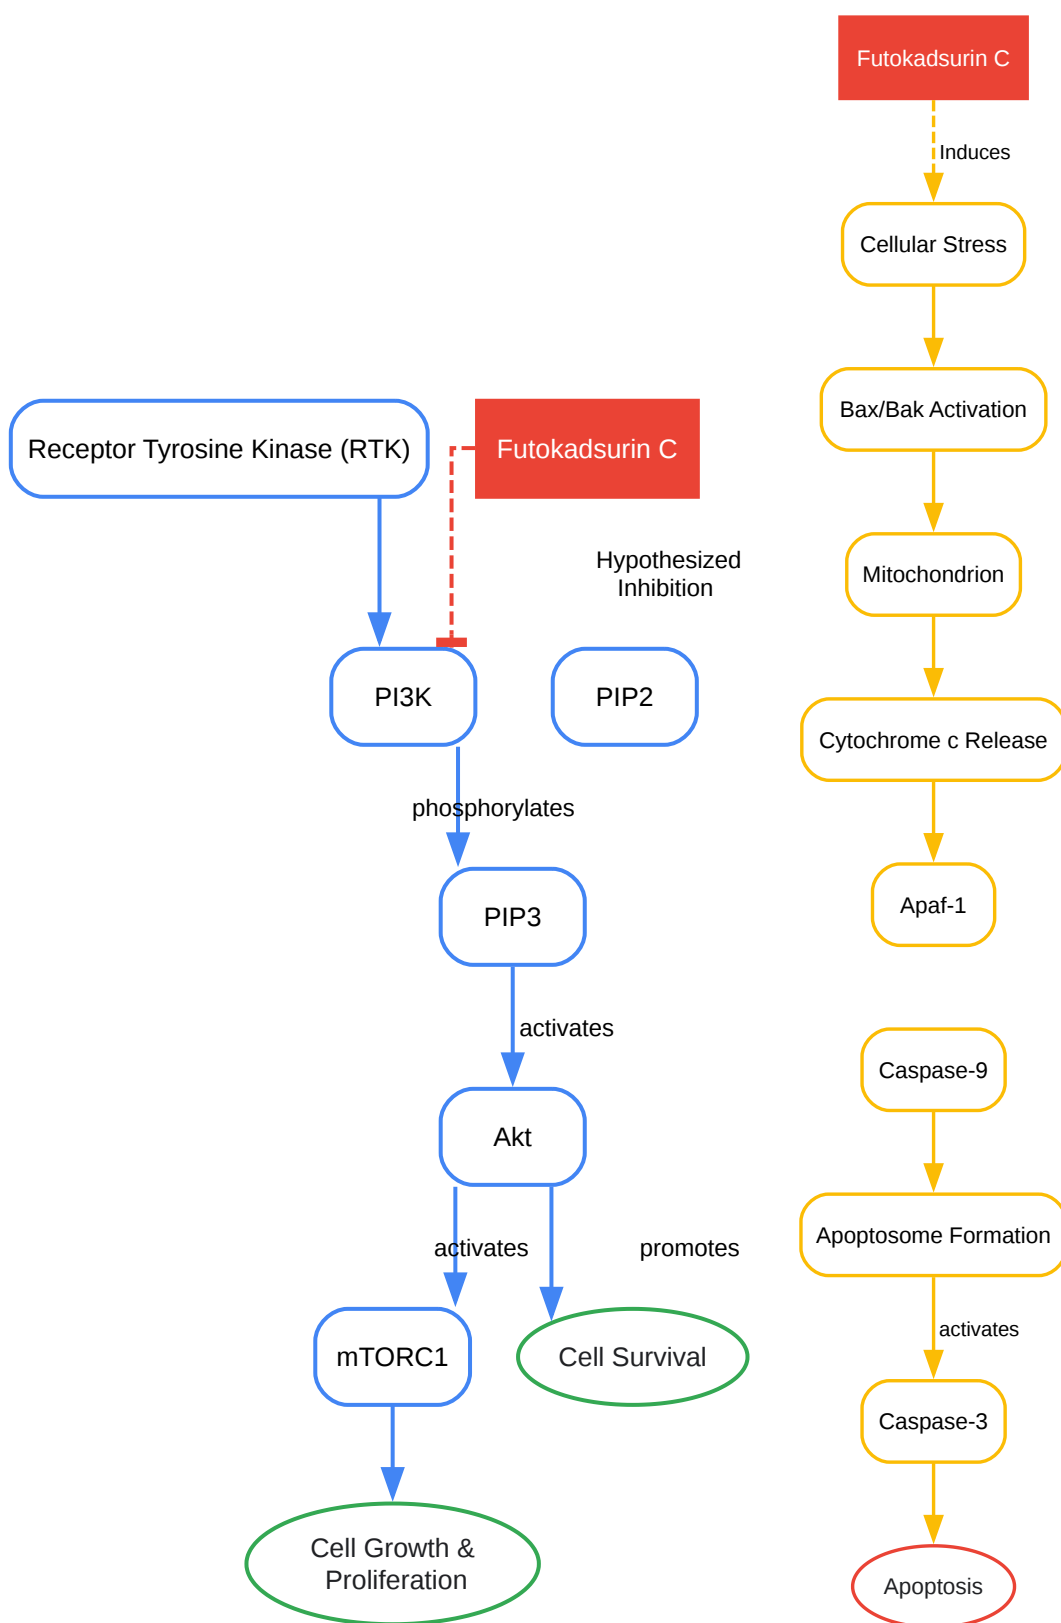 Receptor Tyrosine Kinase (RTK)
Futokadsurin C
Hypothesized
Inhibition
PI3K
PIP2
phosphorylates
PIP3
activates
Akt
activates
promotes
mTORC1
Cell Survival
Cell Growth &
Proliferation
Futokadsurin C
Induces
Cellular Stress
Bax/Bak Activation
Mitochondrion
Cytochrome c Release
Apaf-1
Caspase-9
Apoptosome Formation
activates
Caspase-3
Apoptosis